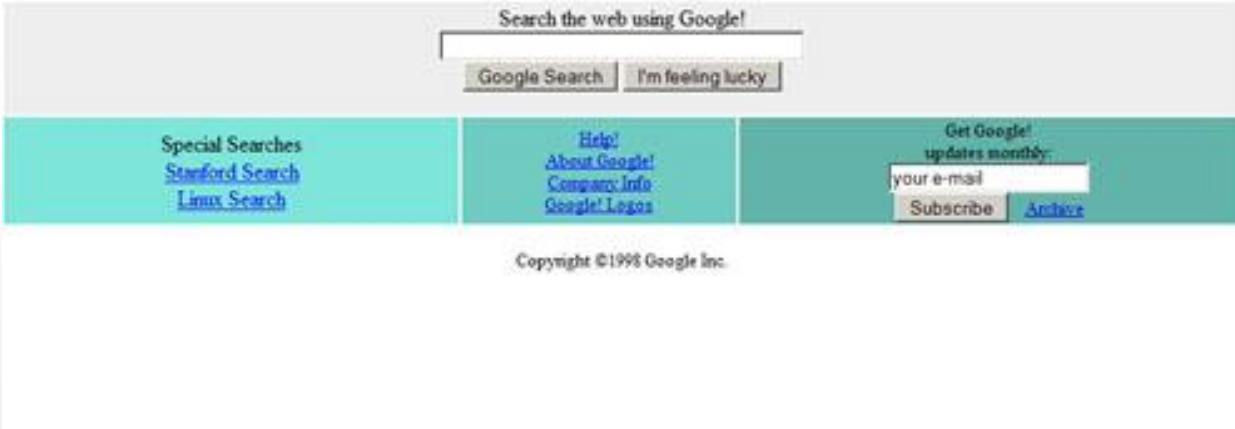 Search the web using Google!
Google Search I'm feeling lucky
Special Searches
Stanford Search
Linux Search
Help!
About Google!
Company Info
Google! Logos
Get Google!
updates monthly:
your e-mail
Subscribe Archive
Copyright ©1998 Google Inc.